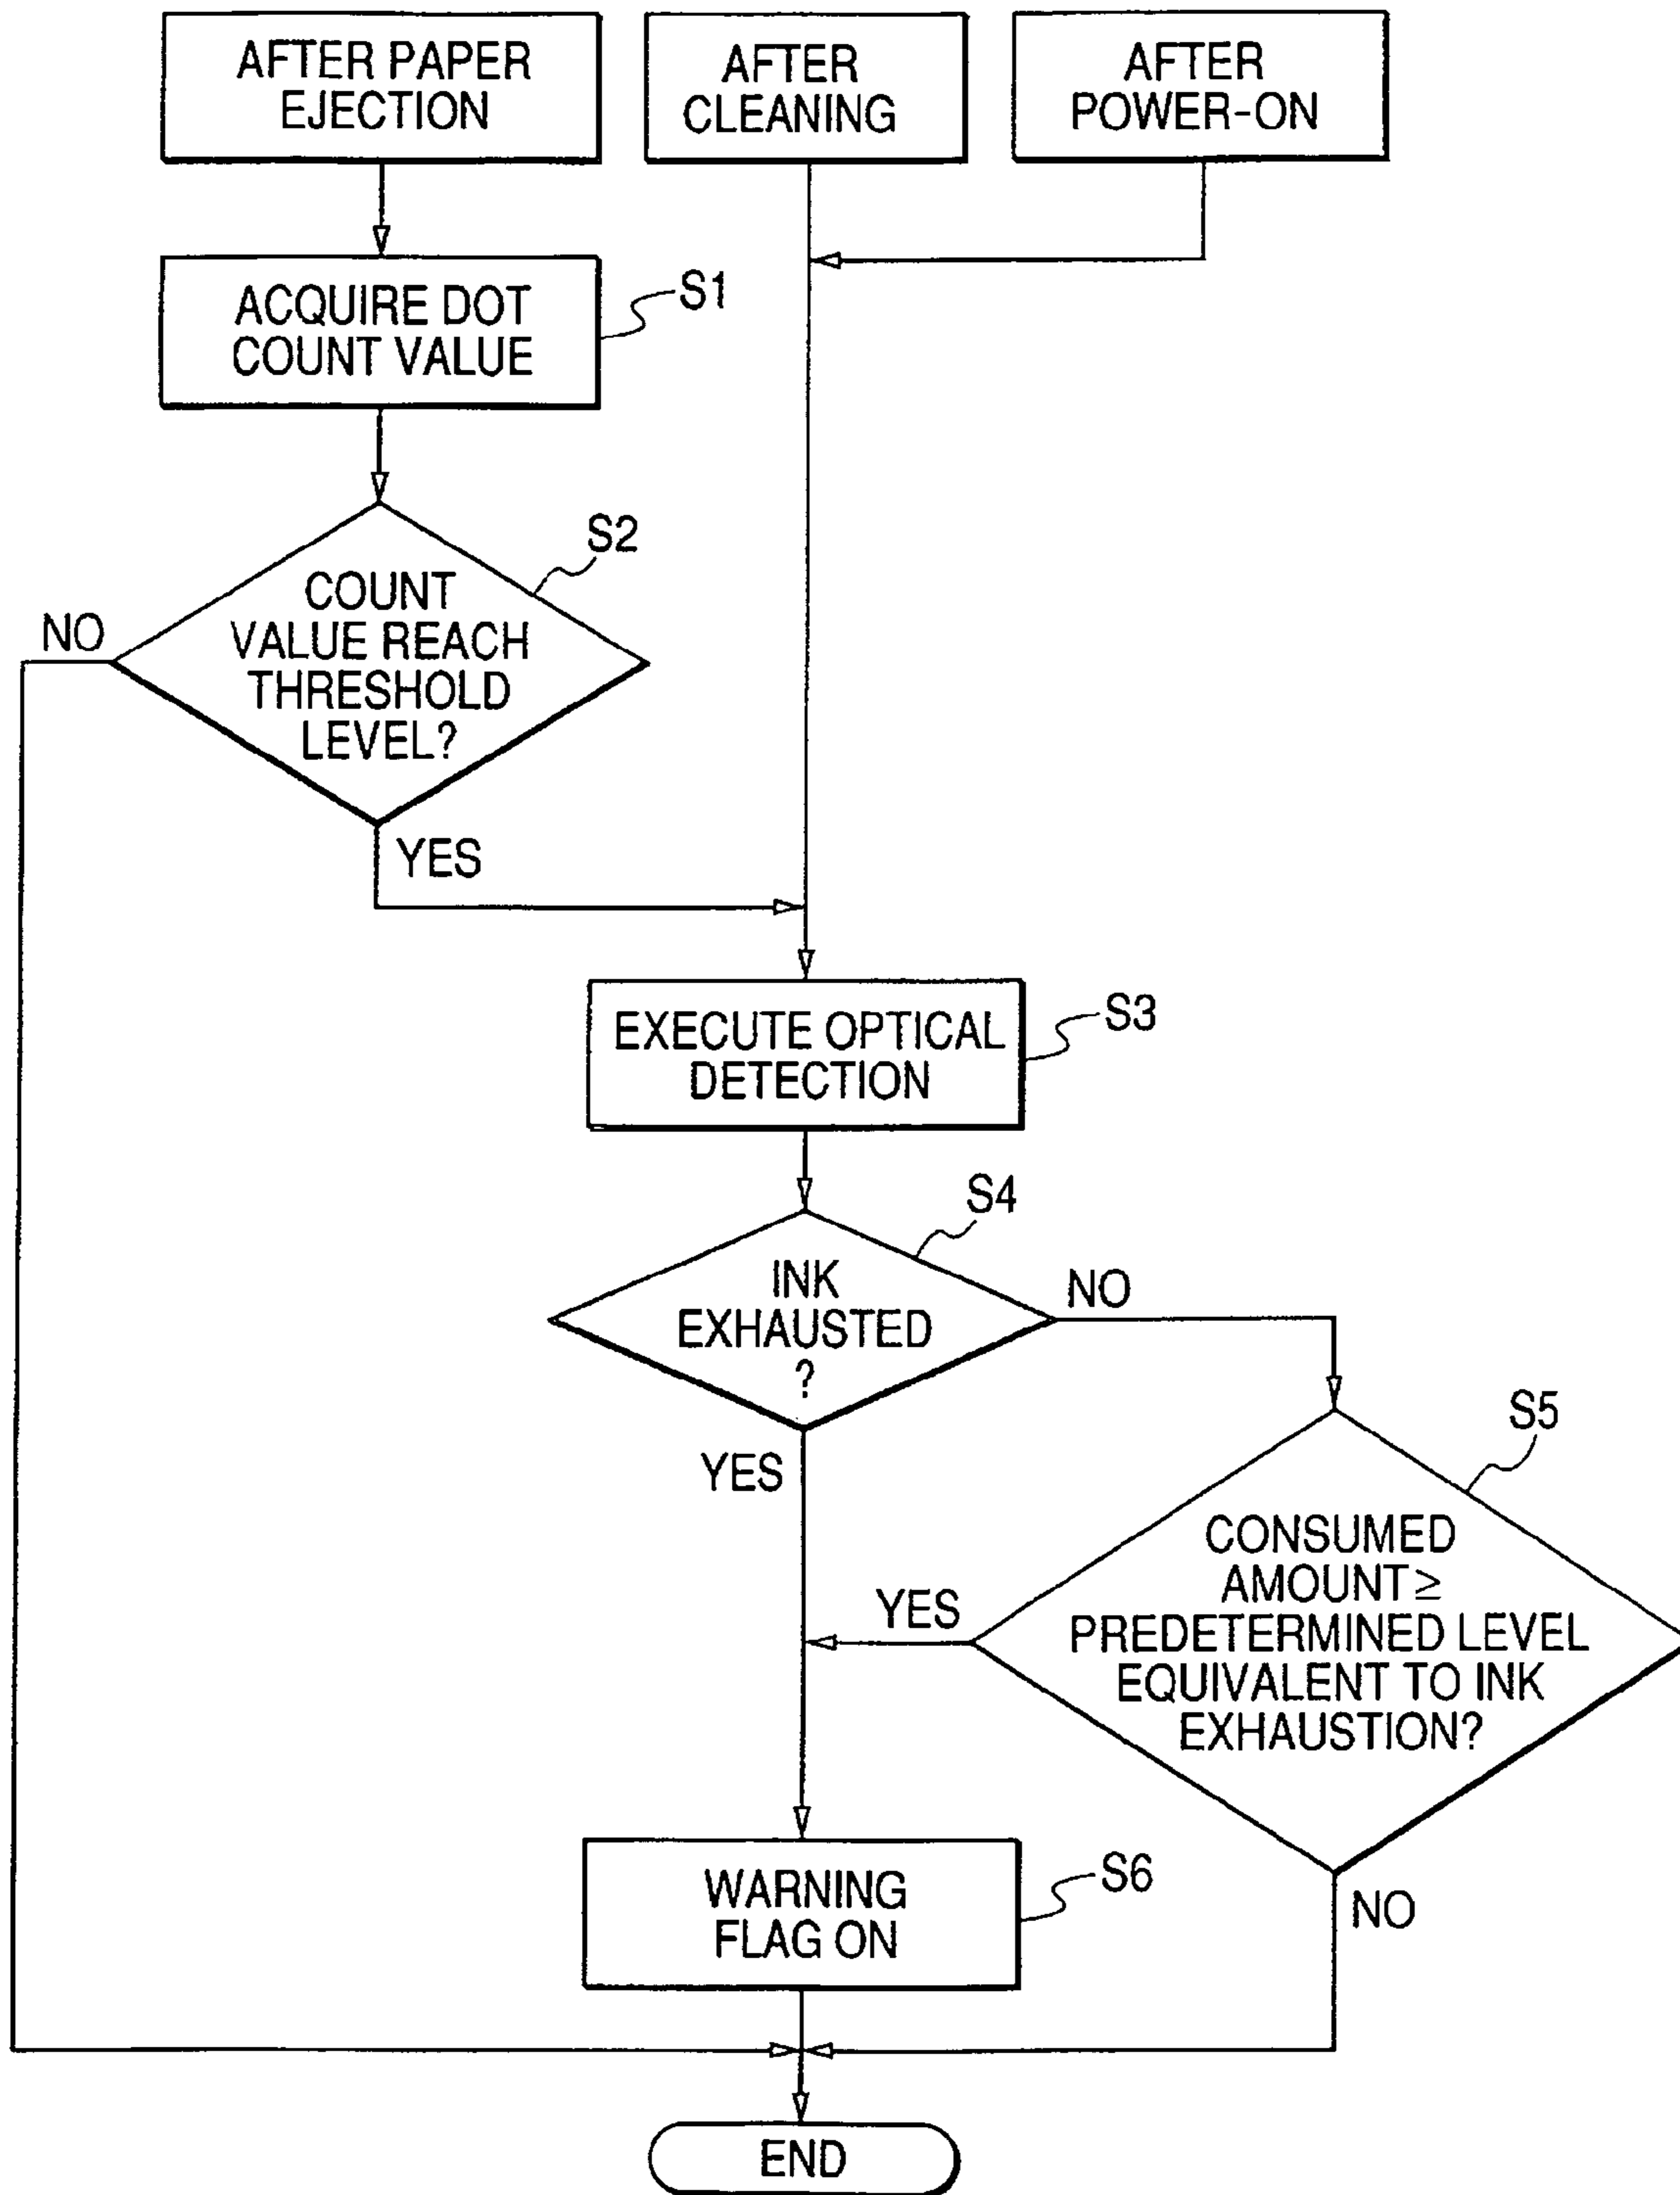 AFTER PAPER
EJECTION
AFTER
CLEANING
AFTER
POWER-ON
ACQUIRE DOT
COUNT VALUE
S1
COUNT
VALUE REACH
THRESHOLD
LEVEL?
S2
NO
YES
EXECUTE OPTICAL
DETECTION
S3
INK
EXHAUSTED
?
S4
NO
YES
CONSUMED
AMOUNT ≥
PREDETERMINED LEVEL
EQUIVALENT TO INK
EXHAUSTION?
S5
YES
NO
WARNING
FLAG ON
S6
END